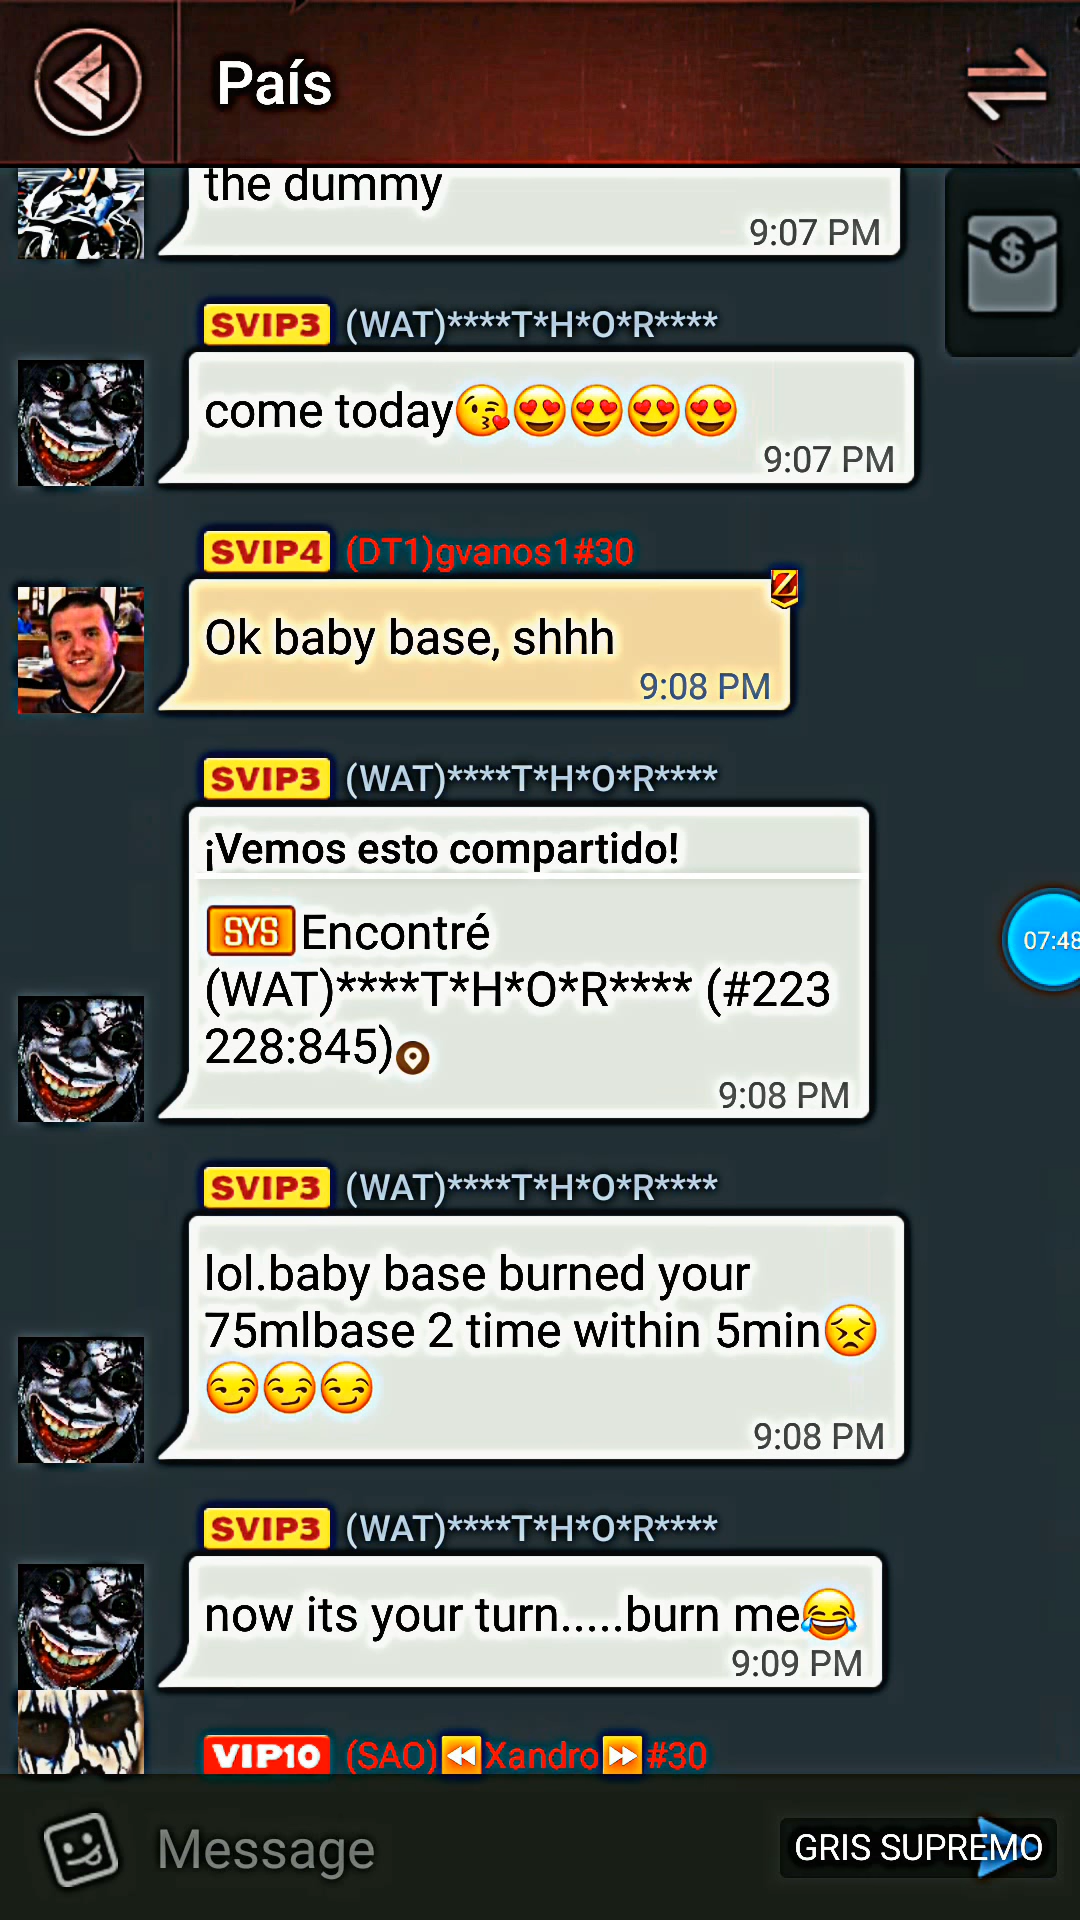 País
the dummy
9:07 PM
SVIP3 (WAT)****T*H*O*R****
come today😘😍😍😍😍
9:07 PM
SVIP4 (DT1)gvanos1#30
Z
Ok baby base, shhh
9:08 PM
SVIP3 (WAT)****T*H*O*R****
¡Vemos esto compartido!
SYS Encontré
(WAT)****T*H*O*R**** (#223
228:845)
9:08 PM
07:48
SVIP3 (WAT)****T*H*O*R****
lol.baby base burned your
75mlbase 2 time within 5min😣
😏😏😏
9:08 PM
SVIP3 (WAT)****T*H*O*R****
now its your turn.....burn me😂
9:09 PM
VIP10 (SAO)⏪Xandro⏩#30
Message
GRIS SUPREMO